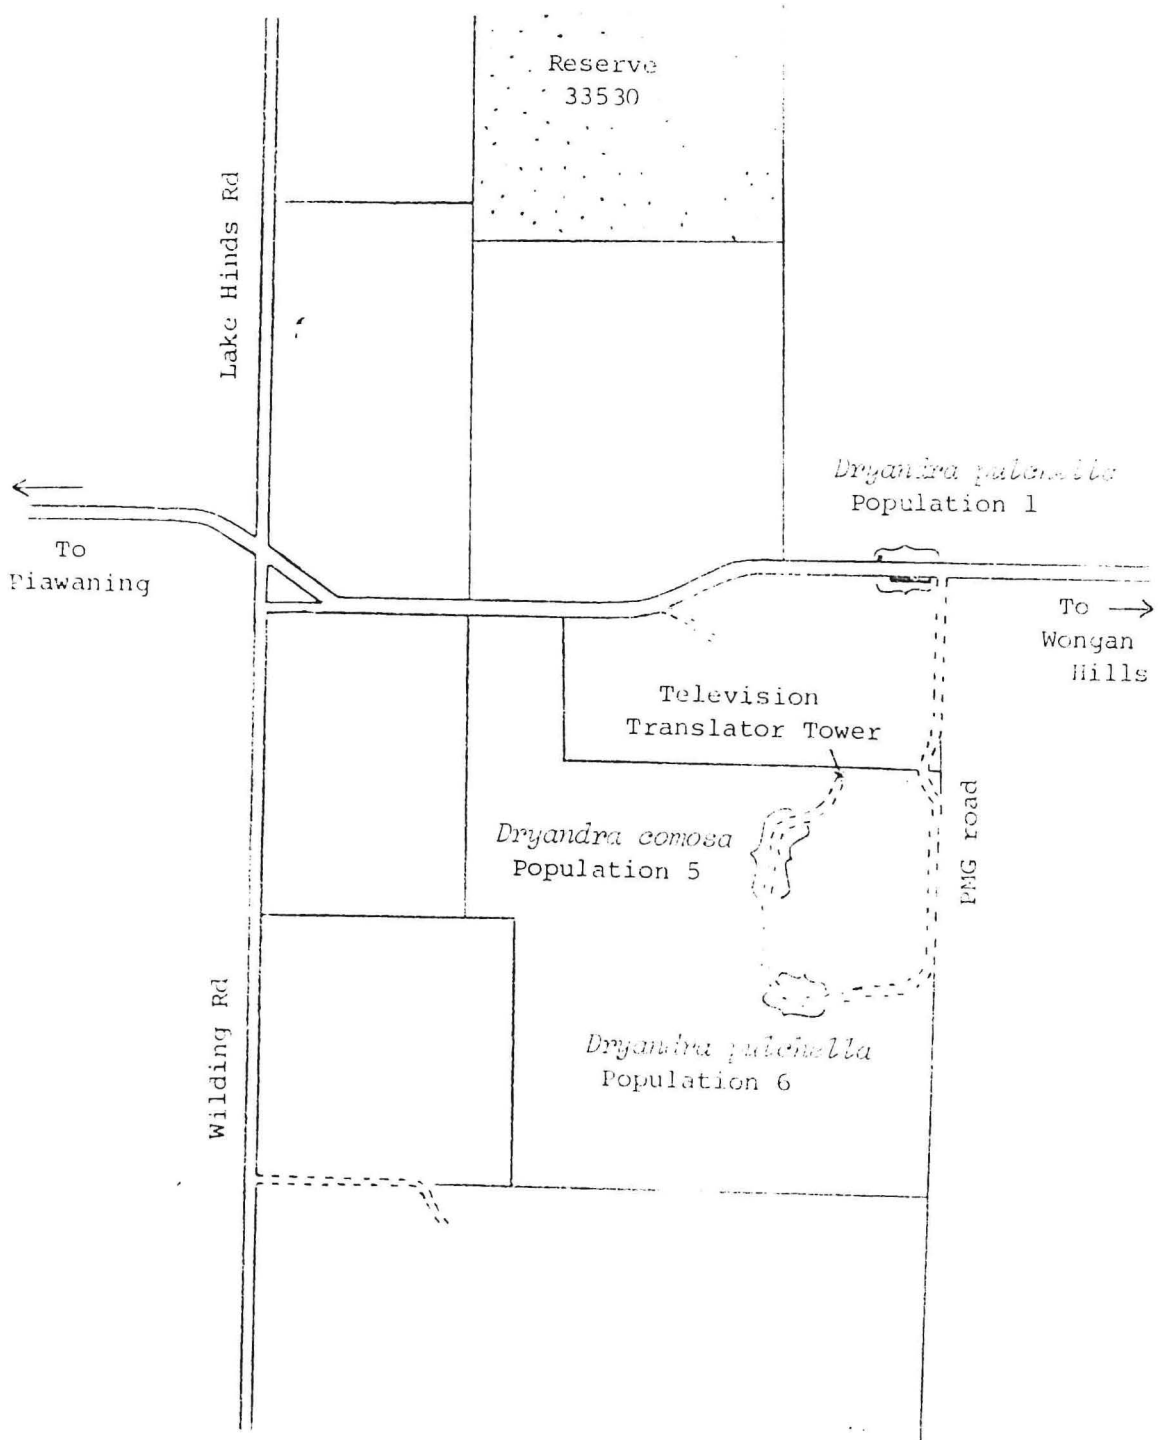 Reserve
33530
Lake Hinds Rd
Dryandra pulchella
Population 1
To
Piawaning
To
Wongan
Hills
Television
Translator Tower
Dryandra comosa
Population 5
PMG road
Wilding Rd
Dryandra pulchella
Population 6